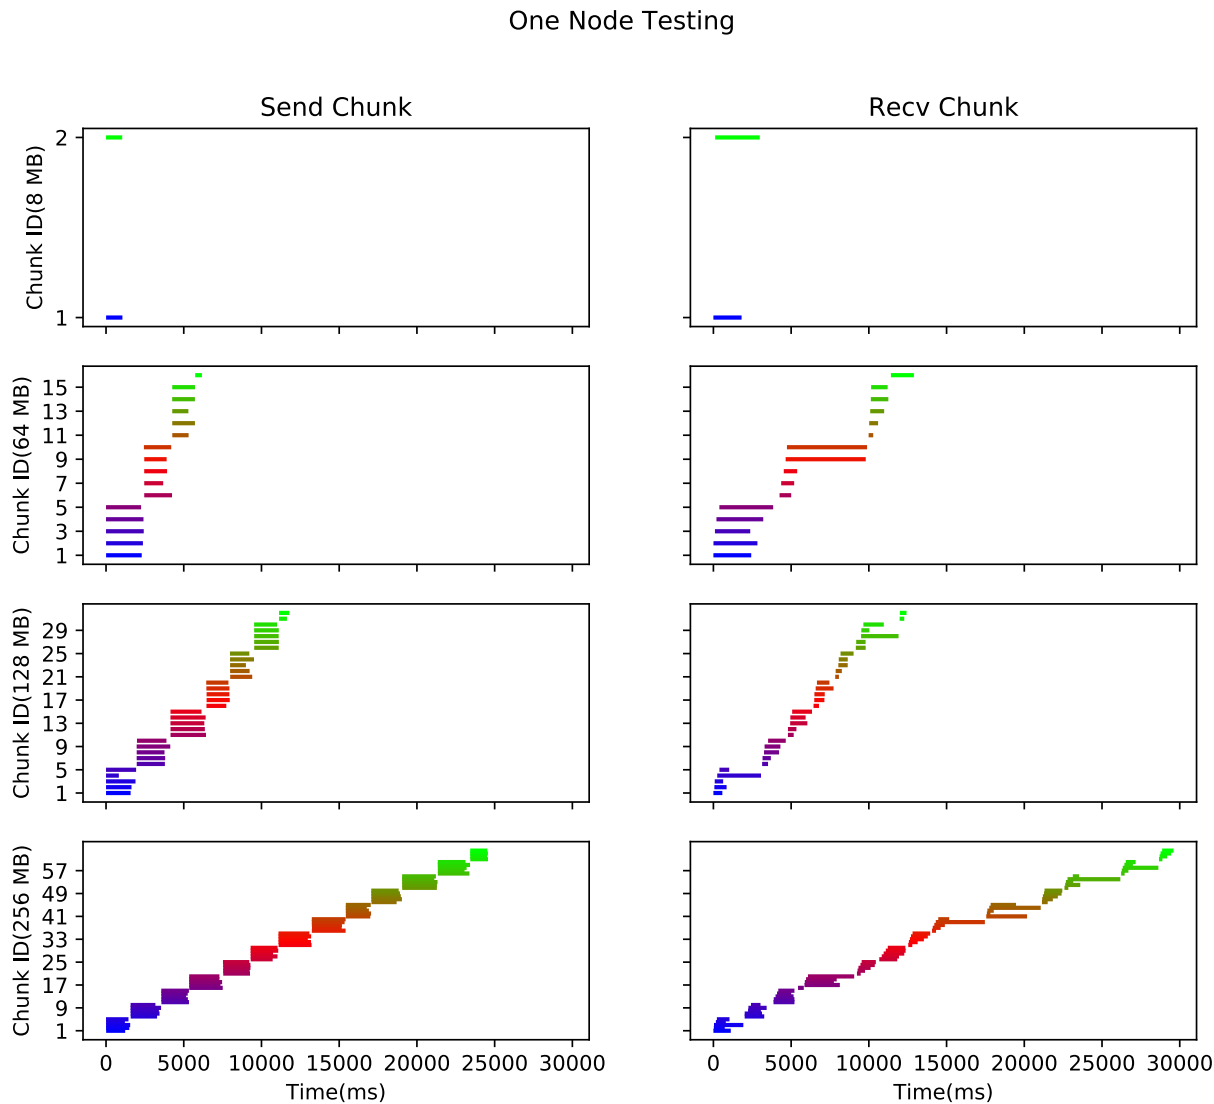 One Node Testing
Send Chunk
Recv Chunk
Chunk ID(8 MB)
2
1
Chunk ID(64 MB)
15
13
11
9
7
5
3
1
Chunk ID(128 MB)
29
25
21
17
13
9
5
1
Chunk ID(256 MB)
57
49
41
33
25
17
9
1
0 5000 10000 15000 20000 25000 30000
0 5000 10000 15000 20000 25000 30000
Time(ms)
Time(ms)